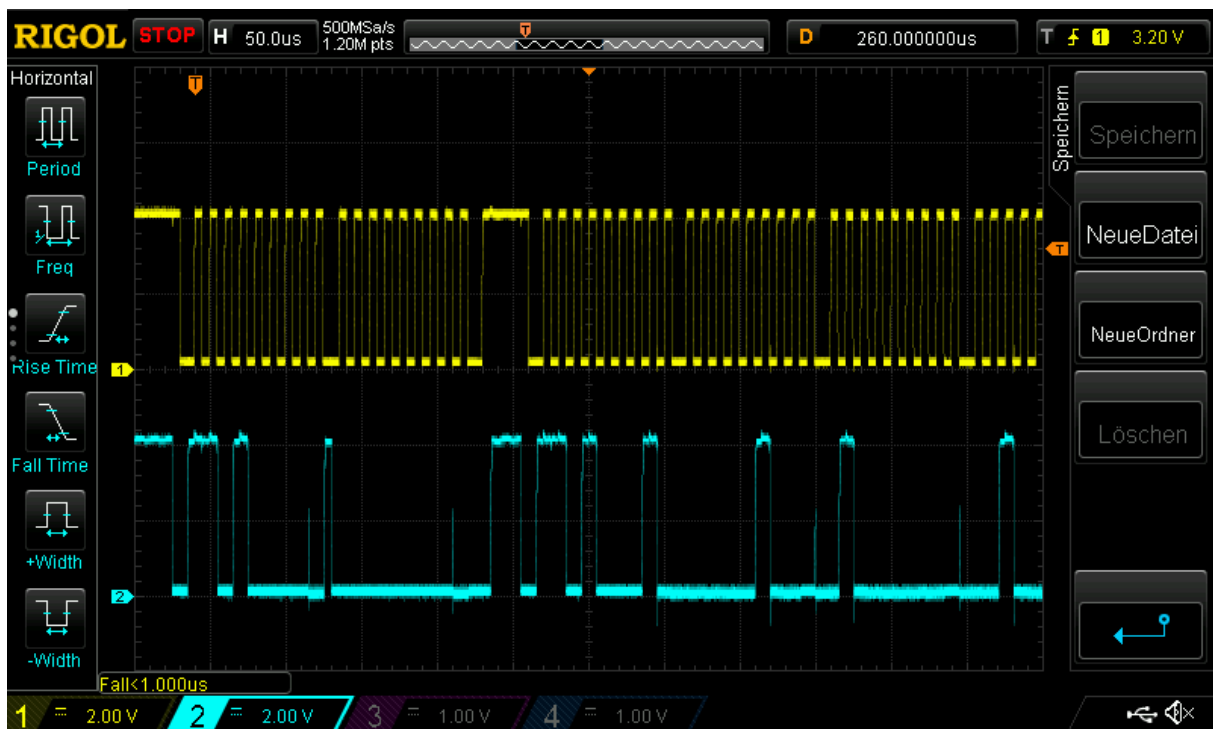 RIGOL STOP H 50.0us 500MSa/s 1.20M pts T D 260.000000us T 1 3.20 V
Horizontal
Period
Freq
Rise Time
Fall Time
+Width
-Width
T
T
1
2
Speichern
Speichern
NeueDatei
NeueOrdner
Löschen
Fall<1.000us
1 = 2.00 V 2 = 2.00 V 3 = 1.00 V 4 = 1.00 V